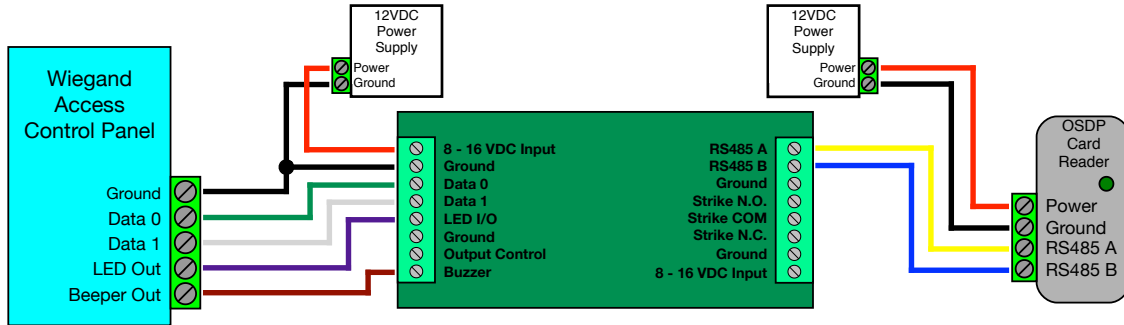 12VDC
Power
Supply
Power
Ground
12VDC
Power
Supply
Power
Ground
Wiegand
Access
Control Panel
Ground
Data 0
Data 1
LED Out
Beeper Out
8 - 16 VDC Input
Ground
Data 0
Data 1
LED I/O
Ground
Output Control
Buzzer
RS485 A
RS485 B
Ground
Strike N.O.
Strike COM
Strike N.C.
Ground
8 - 16 VDC Input
OSDP
Card
Reader
Power
Ground
RS485 A
RS485 B